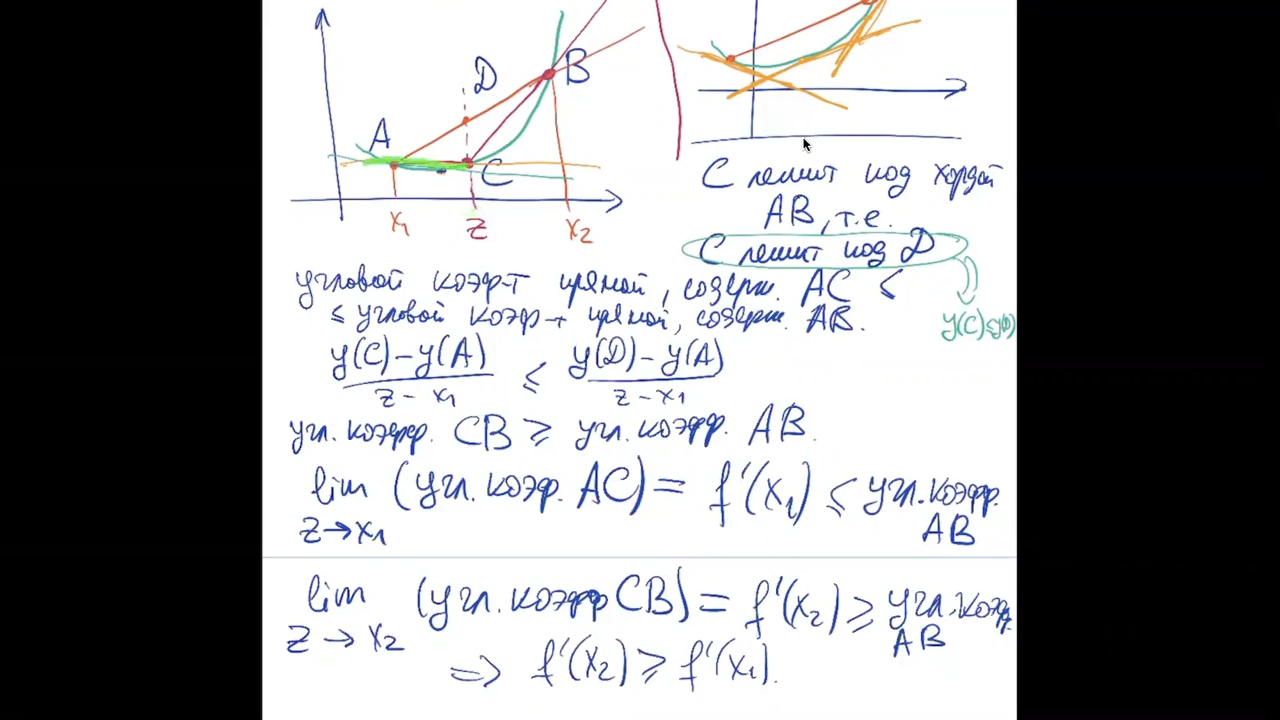 D
B
A
C
x₁
z
x₂
C лежит под хордой
AB, т.е.
C лежит под D
y(C)≤y(D)
угловой коэф-т прямой, содерж. AC ≤
≤ угловой коэф-т прямой, содерж. AB.
y(C)-y(A) / z-x₁ ≤ y(D)-y(A) / z-x₁
угл. коэфф. CB ≥ угл. коэфф. AB.
lim (угл. коэф. AC) = f'(x₁) ≤ угл. коэфф.
z→x₁ AB
lim (угл. коэфф CB) = f'(x₂) ≥ угл. коэф.
z→x₂ AB
⇒ f'(x₂) ≥ f'(x₁).